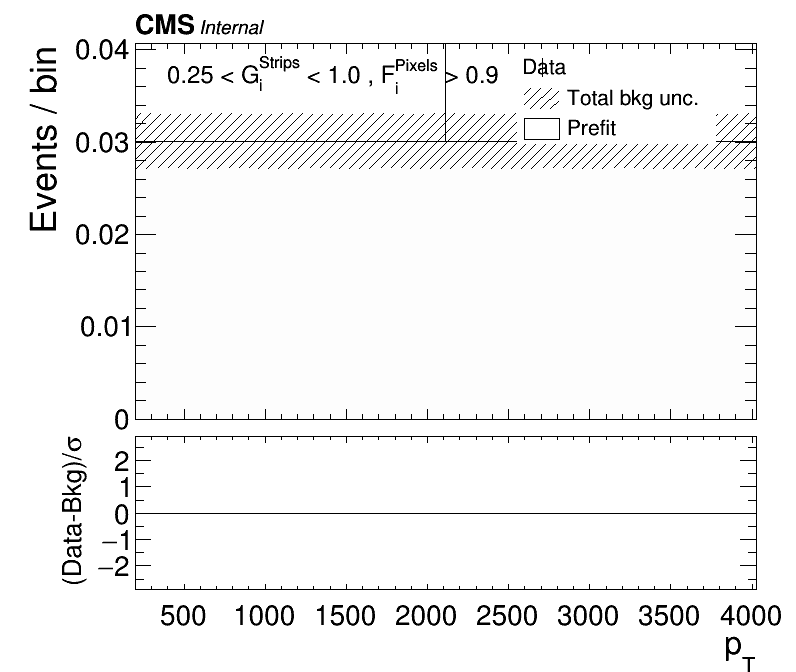 CMS Internal
0.25 < G_i^Strips < 1.0 , F_i^Pixels > 0.9
Data
Total bkg unc.
Prefit
Events / bin
0.04
0.03
0.02
0.01
0
(Data-Bkg)/σ
2
1
0
−1
−2
500 1000 1500 2000 2500 3000 3500 4000
p_T